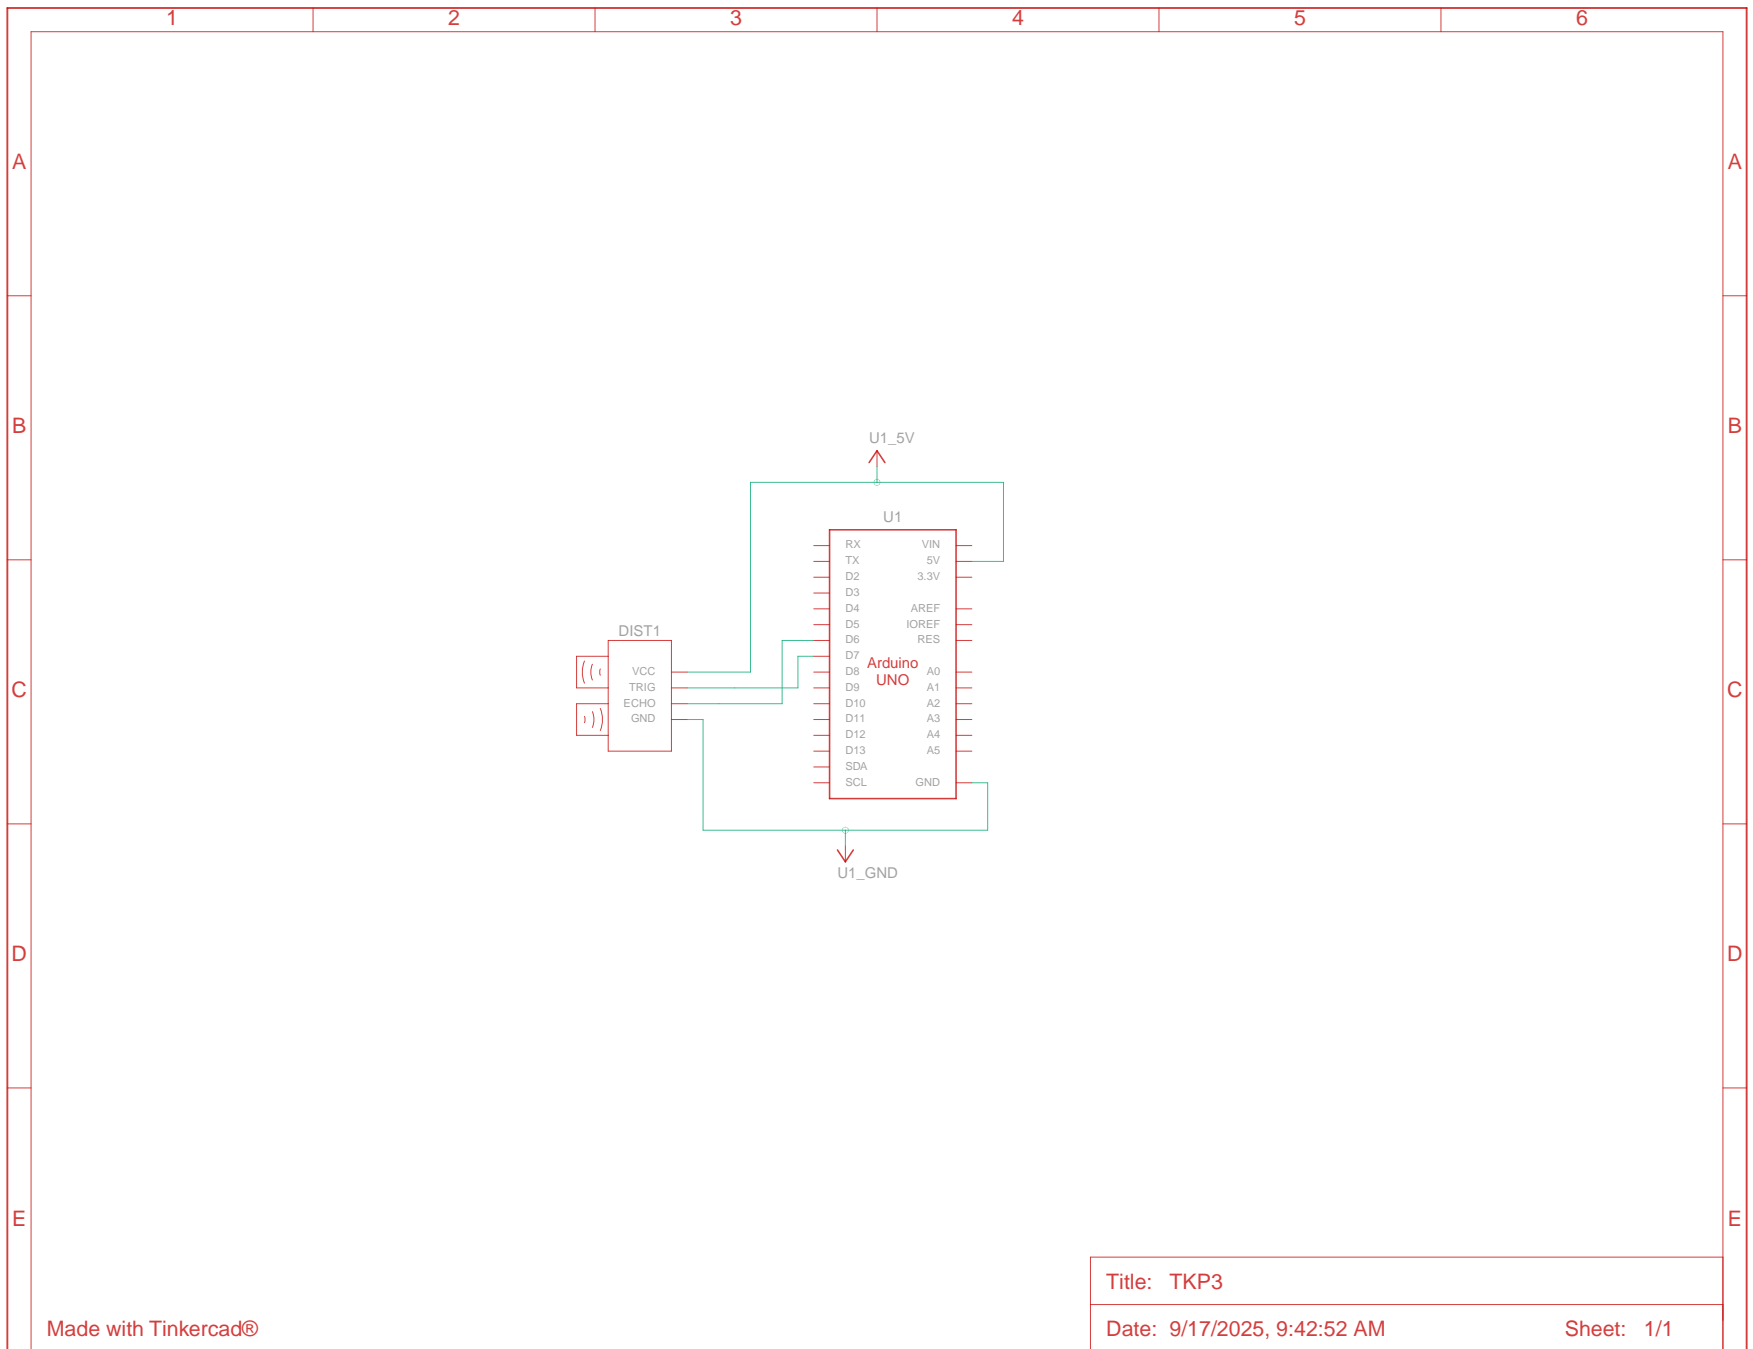 1 2 3 4 5 6
A A
B B
U1_5V
U1
RX VIN
TX 5V
D2 3.3V
D3
D4 AREF
D5 IOREF
DIST1
D6 RES
D7
Arduino
UNO
VCC D8 A0
TRIG D9 A1
ECHO D10 A2
GND D11 A3
D12 A4
D13 A5
SDA
SCL GND
C C
U1_GND
D D
E E
Title: TKP3
Made with Tinkercad®
Date: 9/17/2025, 9:42:52 AM Sheet: 1/1